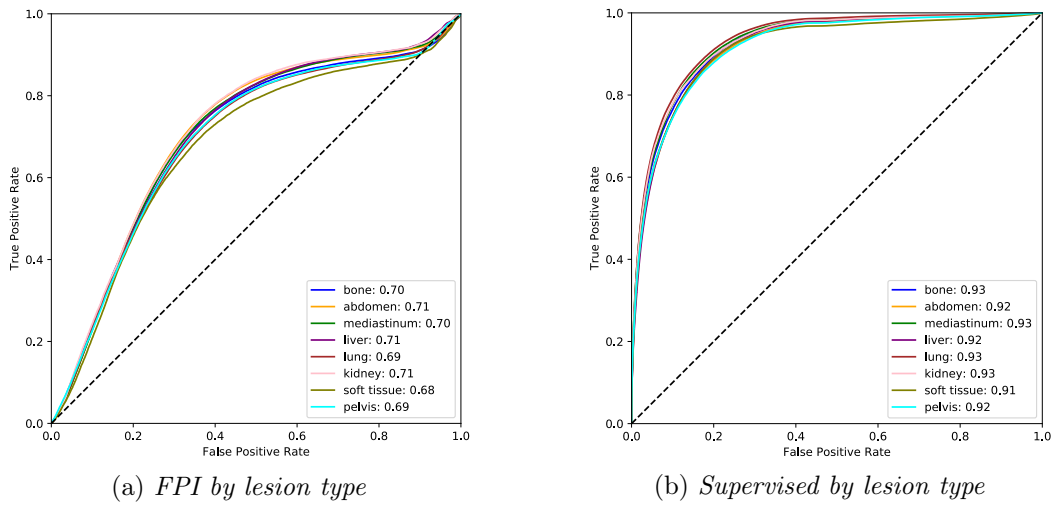 1.0
0.8
0.6
0.4
0.2
0.0
True Positive Rate
0.0 0.2 0.4 0.6 0.8 1.0
False Positive Rate
bone: 0.70
abdomen: 0.71
mediastinum: 0.70
liver: 0.71
lung: 0.69
kidney: 0.71
soft tissue: 0.68
pelvis: 0.69
(a) FPI by lesion type
1.0
0.8
0.6
0.4
0.2
0.0
True Positive Rate
0.0 0.2 0.4 0.6 0.8 1.0
False Positive Rate
bone: 0.93
abdomen: 0.92
mediastinum: 0.93
liver: 0.92
lung: 0.93
kidney: 0.93
soft tissue: 0.91
pelvis: 0.92
(b) Supervised by lesion type